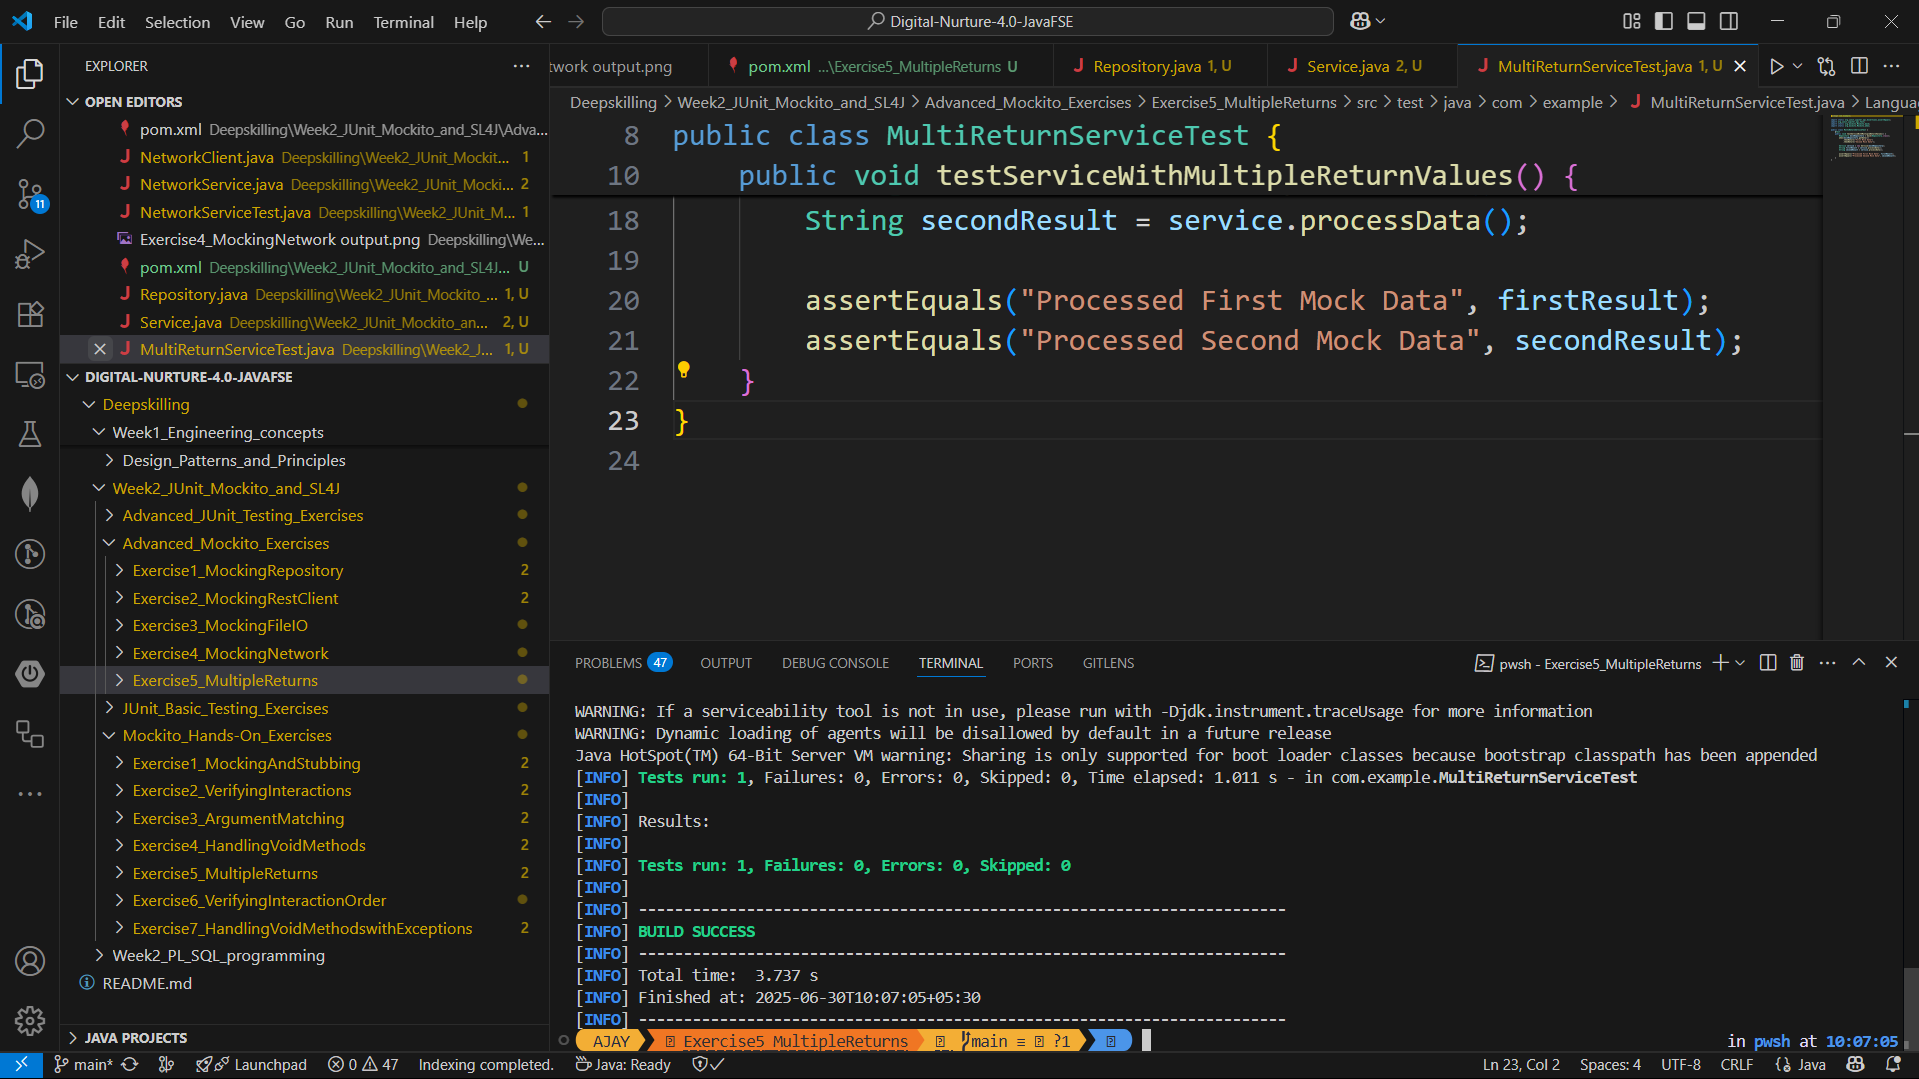 File Edit Selection View Go Run Terminal Help
Digital-Nurture-4.0-JavaFSE
EXPLORER
OPEN EDITORS
pom.xml Deepskilling\Week2_JUnit_Mockito_and_SL4J\Adva...
NetworkClient.java Deepskilling\Week2_JUnit_Mockit... 1
NetworkService.java Deepskilling\Week2_JUnit_Mocki... 2
NetworkServiceTest.java Deepskilling\Week2_JUnit_M... 1
Exercise4_MockingNetwork output.png Deepskilling\We...
pom.xml Deepskilling\Week2_JUnit_Mockito_and_SL4J... U
Repository.java Deepskilling\Week2_JUnit_Mockito_... 1, U
Service.java Deepskilling\Week2_JUnit_Mockito_an... 2, U
MultiReturnServiceTest.java Deepskilling\Week2_J... 1, U
DIGITAL-NURTURE-4.0-JAVAFSE
Deepskilling
Week1_Engineering_concepts
Design_Patterns_and_Principles
Week2_JUnit_Mockito_and_SL4J
Advanced_JUnit_Testing_Exercises
Advanced_Mockito_Exercises
Exercise1_MockingRepository 2
Exercise2_MockingRestClient 2
Exercise3_MockingFileIO
Exercise4_MockingNetwork
Exercise5_MultipleReturns
JUnit_Basic_Testing_Exercises
Mockito_Hands-On_Exercises
Exercise1_MockingAndStubbing 2
Exercise2_VerifyingInteractions 2
Exercise3_ArgumentMatching 2
Exercise4_HandlingVoidMethods 2
Exercise5_MultipleReturns 2
Exercise6_VerifyingInteractionOrder
Exercise7_HandlingVoidMethodswithExceptions 2
Week2_PL_SQL_programming
README.md
JAVA PROJECTS
11
twork output.png
pom.xml ...\Exercise5_MultipleReturns U
Repository.java 1, U
Service.java 2, U
MultiReturnServiceTest.java 1, U
Deepskilling > Week2_JUnit_Mockito_and_SL4J > Advanced_Mockito_Exercises > Exercise5_MultipleReturns > src > test > java > com > example > MultiReturnServiceTest.java > Langua
8 public class MultiReturnServiceTest {
10 public void testServiceWithMultipleReturnValues() {
18 String secondResult = service.processData();
19
20 assertEquals("Processed First Mock Data", firstResult);
21 assertEquals("Processed Second Mock Data", secondResult);
22 }
23 }
24
PROBLEMS 47 OUTPUT DEBUG CONSOLE TERMINAL PORTS GITLENS
pwsh - Exercise5_MultipleReturns
WARNING: If a serviceability tool is not in use, please run with -Djdk.instrument.traceUsage for more information
WARNING: Dynamic loading of agents will be disallowed by default in a future release
Java HotSpot(TM) 64-Bit Server VM warning: Sharing is only supported for boot loader classes because bootstrap classpath has been appended
[INFO] Tests run: 1, Failures: 0, Errors: 0, Skipped: 0, Time elapsed: 1.011 s - in com.example.MultiReturnServiceTest
[INFO]
[INFO] Results:
[INFO]
[INFO] Tests run: 1, Failures: 0, Errors: 0, Skipped: 0
[INFO]
[INFO] ------------------------------------------------------------------------
[INFO] BUILD SUCCESS
[INFO] ------------------------------------------------------------------------
[INFO] Total time:  3.737 s
[INFO] Finished at: 2025-06-30T10:07:05+05:30
[INFO] ------------------------------------------------------------------------
AJAY Exercise5_MultipleReturns main ≡ ?1
in pwsh at 10:07:05
main* Launchpad 0 47 Indexing completed. Java: Ready
Ln 23, Col 2 Spaces: 4 UTF-8 CRLF {} Java